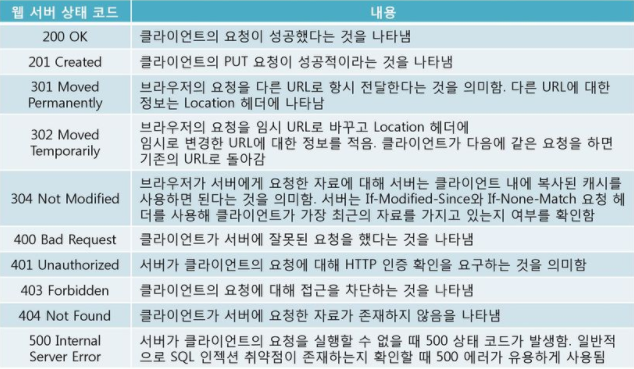 웹 서버 상태 코드 내용
200 OK 클라이언트의 요청이 성공했다는 것을 나타냄
201 Created 클라이언트의 PUT 요청이 성공적이라는 것을 나타냄
301 Moved Permanently 브라우저의 요청을 다른 URL로 항시 전달한다는 것을 의미함. 다른 URL에 대한
정보는 Location 헤더에 나타남
302 Moved Temporarily 브라우저의 요청을 임시 URL로 바꾸고 Location 헤더에
임시로 변경한 URL에 대한 정보를 적음. 클라이언트가 다음에 같은 요청을 하면
기존의 URL로 돌아감
304 Not Modified 브라우저가 서버에게 요청한 자료에 대해 서버는 클라이언트 내에 복사된 캐시를
사용하면 된다는 것을 의미함. 서버는 If-Modified-Since와 If-None-Match 요청 헤
더를 사용해 클라이언트가 가장 최근의 자료를 가지고 있는지 여부를 확인함
400 Bad Request 클라이언트가 서버에 잘못된 요청을 했다는 것을 나타냄
401 Unauthorized 서버가 클라이언트의 요청에 대해 HTTP 인증 확인을 요구하는 것을 의미함
403 Forbidden 클라이언트의 요청에 대해 접근을 차단하는 것을 나타냄
404 Not Found 클라이언트가 서버에 요청한 자료가 존재하지 않음을 나타냄
500 Internal Server Error 서버가 클라이언트의 요청을 실행할 수 없을 때 500 상태 코드가 발생함. 일반적
으로 SQL 인젝션 취약점이 존재하는지 확인할 때 500 에러가 유용하게 사용됨